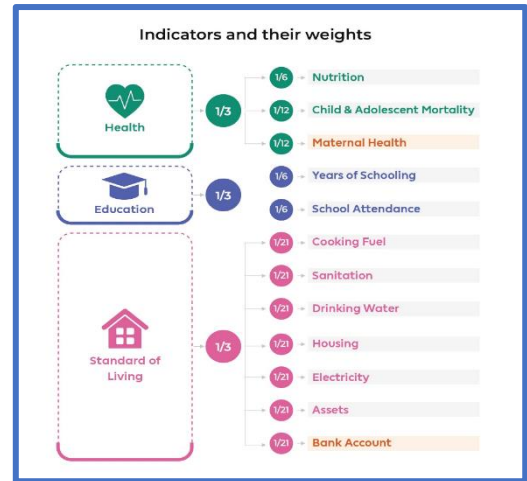 Indicators and their weights
Health
1/3
1/6 Nutrition
1/12 Child & Adolescent Mortality
1/12 Maternal Health
Education
1/3
1/6 Years of Schooling
1/6 School Attendance
Standard of
Living
1/3
1/21 Cooking Fuel
1/21 Sanitation
1/21 Drinking Water
1/21 Housing
1/21 Electricity
1/21 Assets
1/21 Bank Account